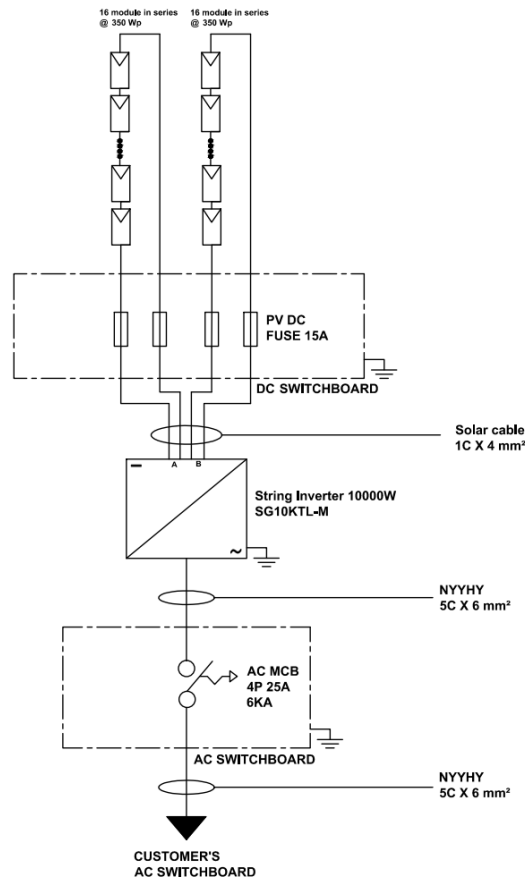 16 module in series
@ 350 Wp
16 module in series
@ 350 Wp
PV DC
FUSE 15A
DC SWITCHBOARD
Solar cable
1C X 4 mm²
A
B
String Inverter 10000W
SG10KTL-M
~
NYYHY
5C X 6 mm²
AC MCB
4P 25A
6KA
AC SWITCHBOARD
NYYHY
5C X 6 mm²
CUSTOMER'S
AC SWITCHBOARD